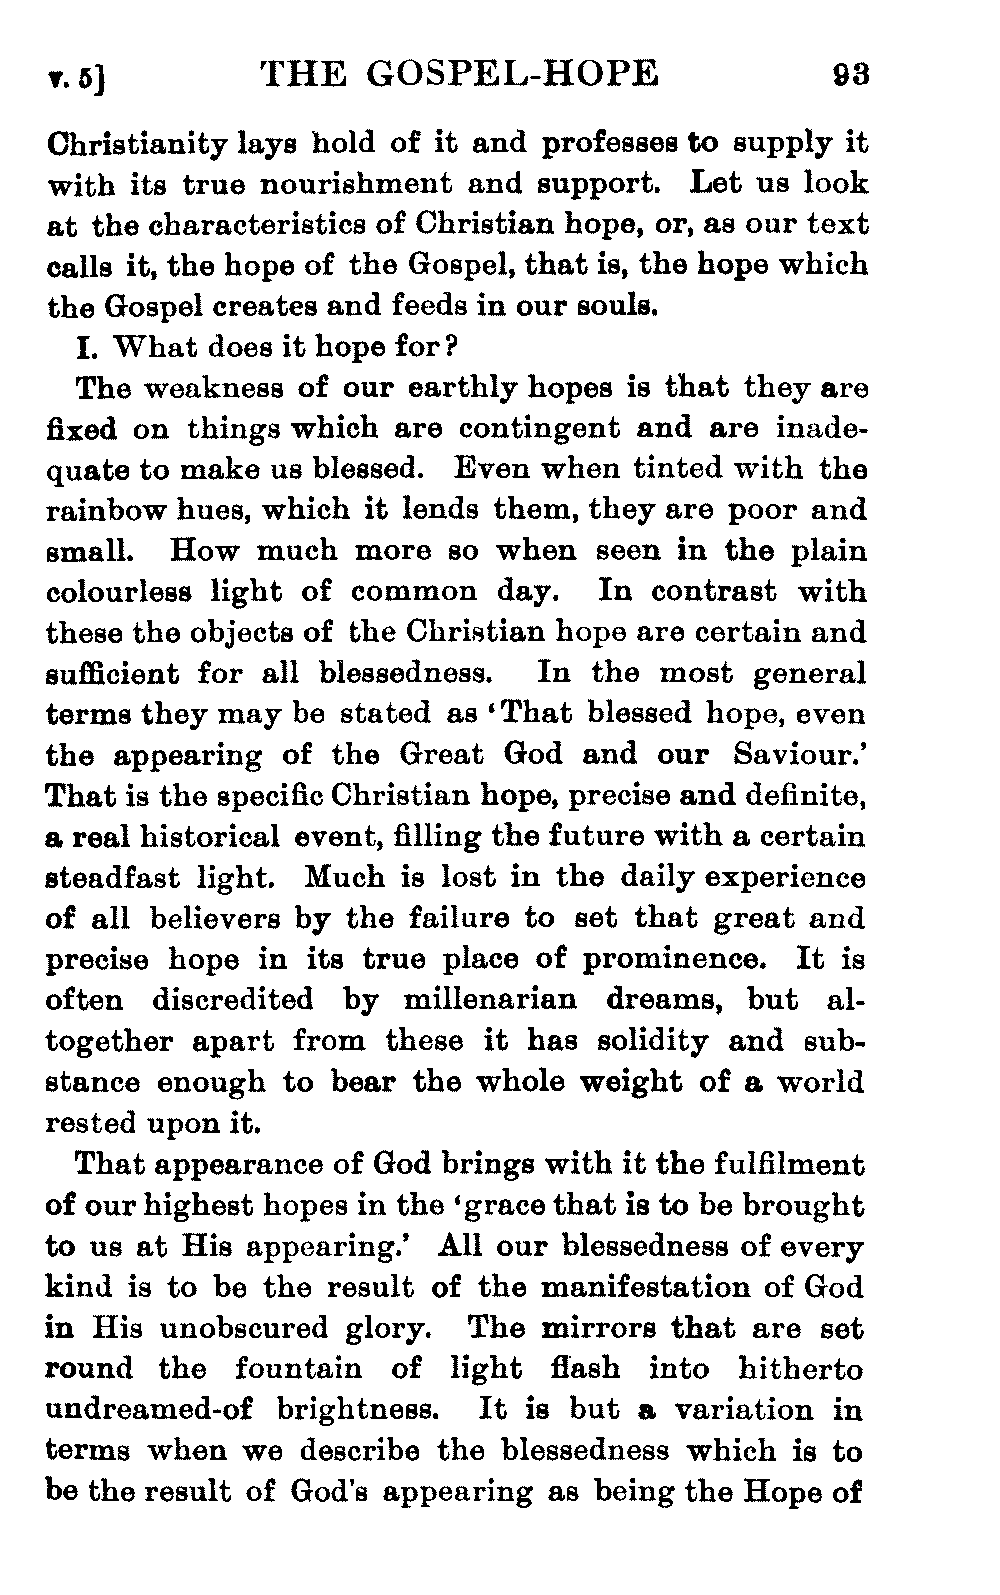 v. 5] THE GOSPEL-HOPE 93
Christianity lays hold of it and professes to supply it
with its true nourishment and support. Let us look
at the characteristics of Christian hope, or, as our text
calls it, the hope of the Gospel, that is, the hope which
the Gospel creates and feeds in our souls.
I. What does it hope for?
The weakness of our earthly hopes is that they are
fixed on things which are contingent and are inade-
quate to make us blessed. Even when tinted with the
rainbow hues, which it lends them, they are poor and
small. How much more so when seen in the plain
colourless light of common day. In contrast with
these the objects of the Christian hope are certain and
sufficient for all blessedness. In the most general
terms they may be stated as ‘That blessed hope, even
the appearing of the Great God and our Saviour.’
That is the specific Christian hope, precise and definite,
a real historical event, filling the future with a certain
steadfast light. Much is lost in the daily experience
of all believers by the failure to set that great and
precise hope in its true place of prominence. It is
often discredited by millenarian dreams, but al-
together apart from these it has solidity and sub-
stance enough to bear the whole weight of a world
rested upon it.
That appearance of God brings with it the fulfilment
of our highest hopes in the ‘grace that is to be brought
to us at His appearing.’ All our blessedness of every
kind is to be the result of the manifestation of God
in His unobscured glory. The mirrors that are set
round the fountain of light flash into hitherto
undreamed-of brightness. It is but a variation in
terms when we describe the blessedness which is to
be the result of God's appearing as being the Hope of